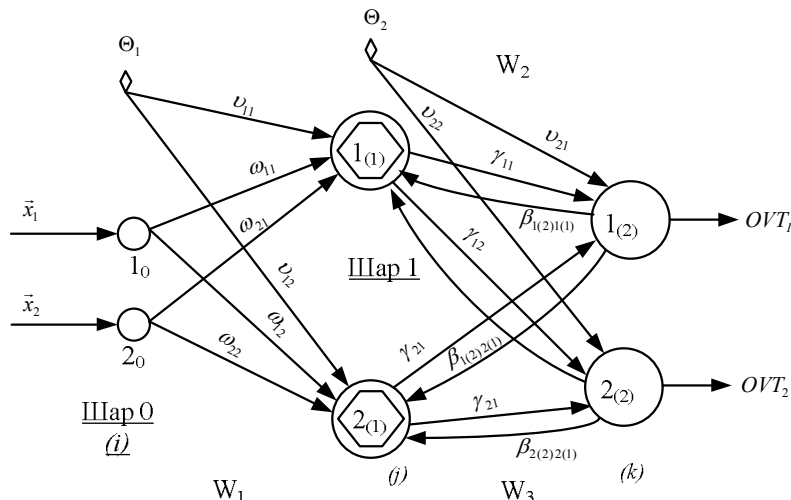 Θ₁
Θ₂
W₂
υ₁₁
υ₂₂
υ₂₁
1₍₁₎
γ₁₁
ω₁₁
x⃗₁
ω₂₁
β₁₍₂₎₁₍₁₎
1₍₂₎
OVT₁
1₀
γ₁₂
Шар 1
υ₁₂
x⃗₂
ω₁₂
2₀
γ₂₁
β₁₍₂₎₂₍₁₎
ω₂₂
2₍₂₎
OVT₂
Шар 0
(i)
2₍₁₎
γ₂₁
β₂₍₂₎₂₍₁₎
(j)
(k)
W₁
W₃